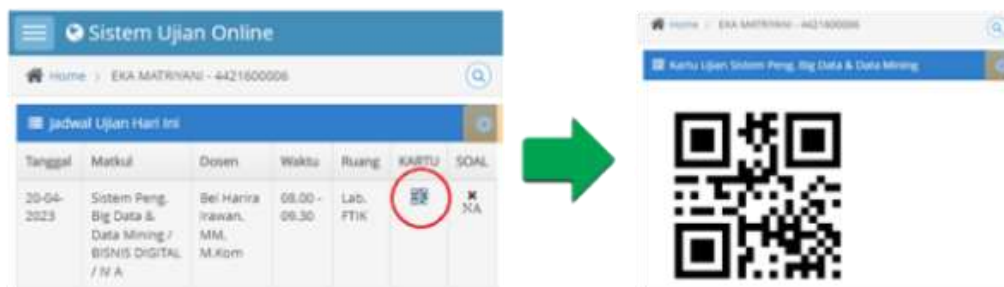 Sistem Ujian Online
Home > EKA MATRIYANI - 4421600006
Jadwal Ujian Hari Ini
Tanggal Matkul Dosen Waktu Ruang KARTU SOAL
20-04-2023 Sistem Peng. Big Data & Data Mining / BISNIS DIGITAL / IV A Bei Harira Irawan, MM, M.Kom 08.00 - 09.30 Lab. FTIK NA
Home > EKA MATRIYANI - 4421600006
Kartu Ujian Sistem Peng. Big Data & Data Mining